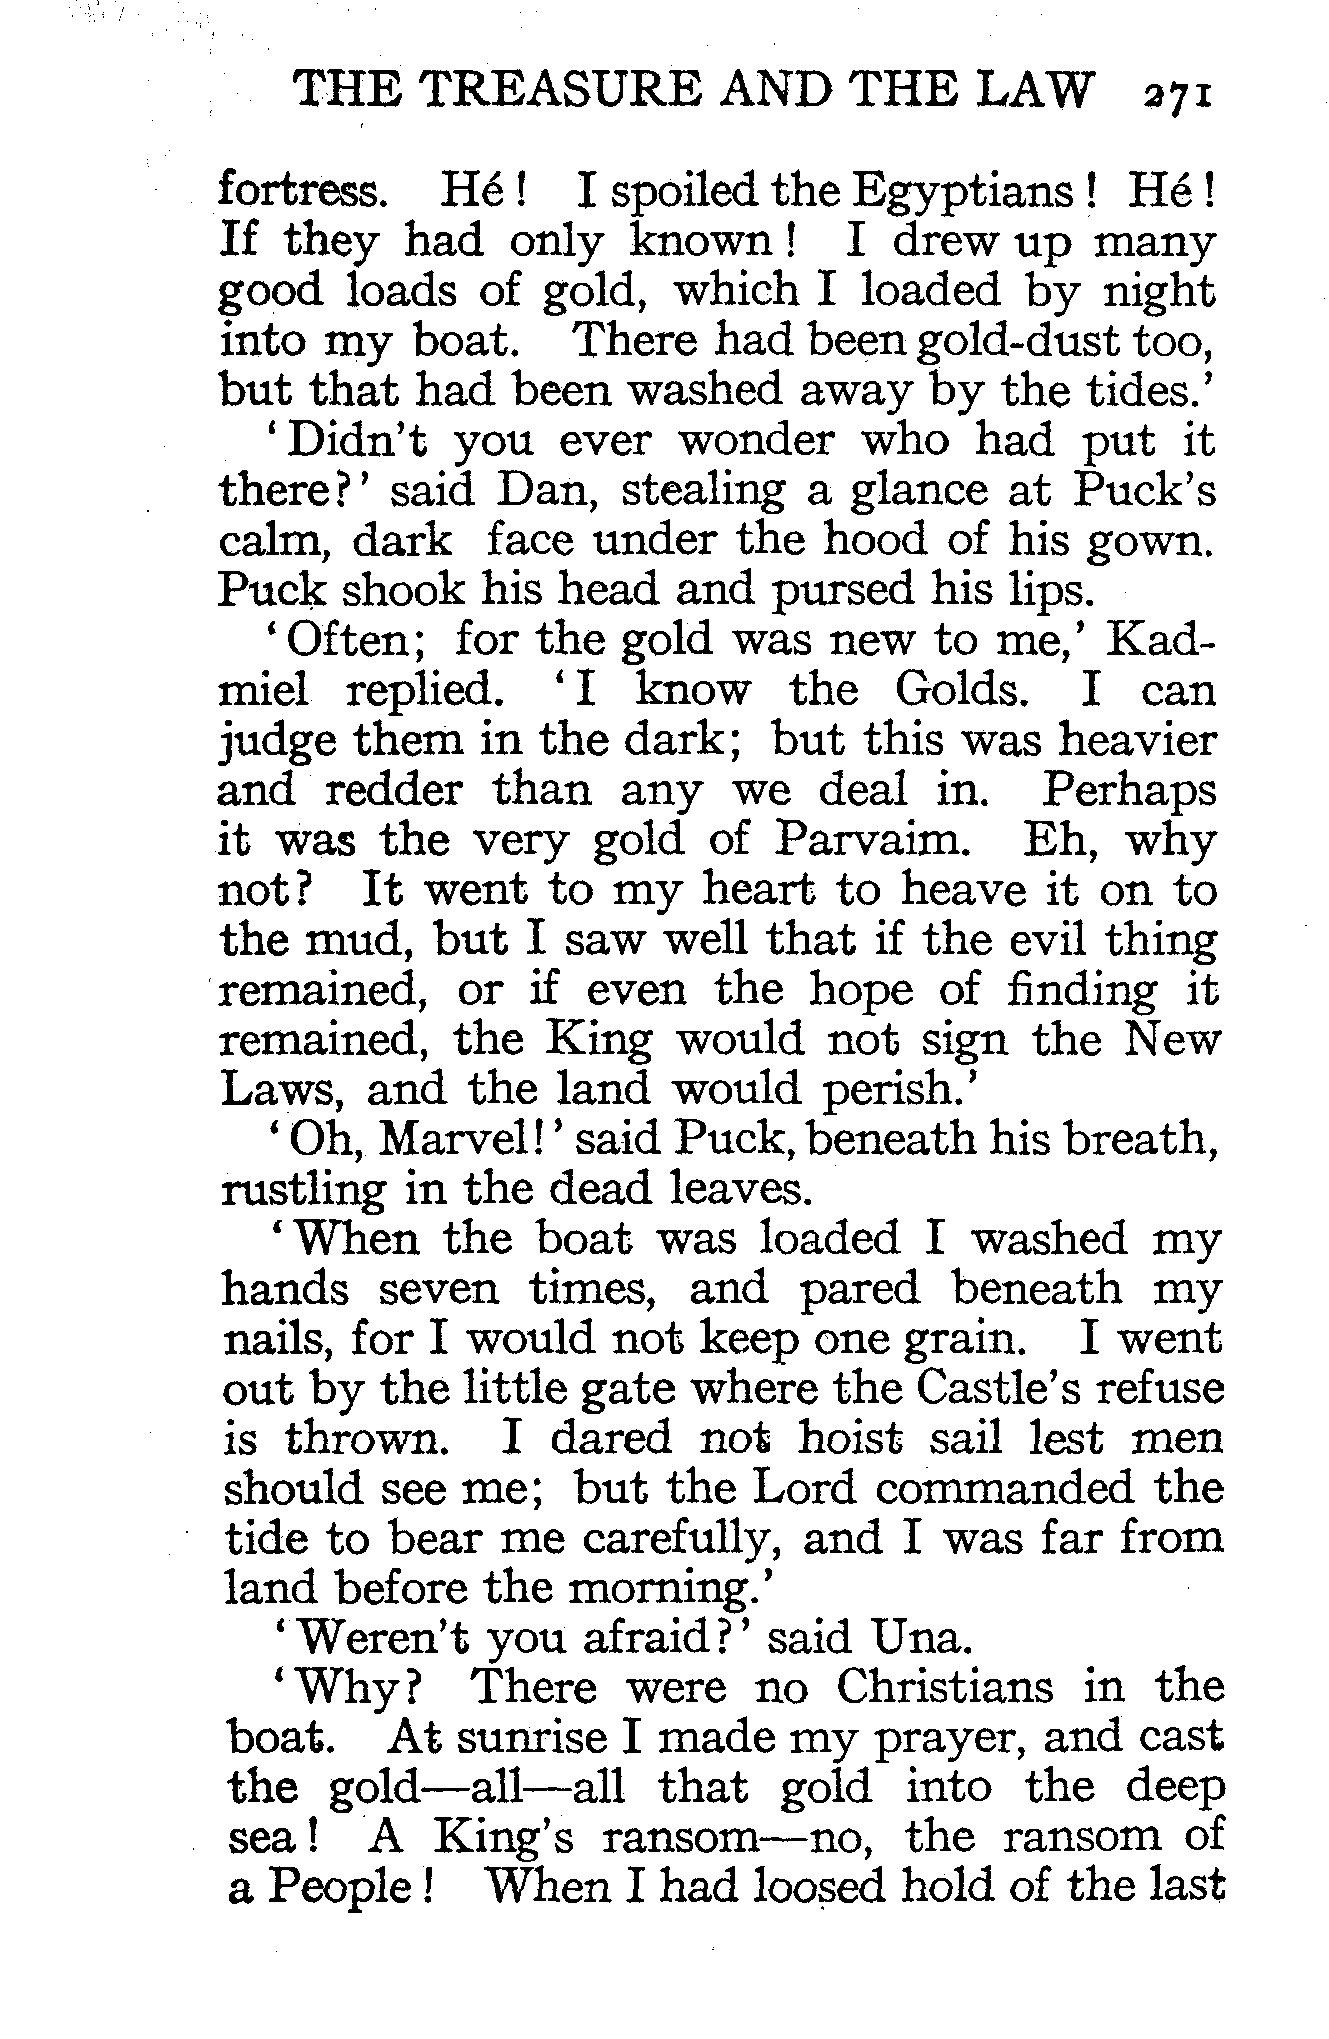 THE TREASURE AND THE LAW 271
fortress. Hé! I spoiled the Egyptians! Hé!
If they had only known! I drew up many
good loads of gold, which I loaded by night
into my boat. There had been gold-dust too,
but that had been washed away by the tides.'
'Didn't you ever wonder who had put it
there?' said Dan, stealing a glance at Puck's
calm, dark face under the hood of his gown.
Puck shook his head and pursed his lips.
'Often; for the gold was new to me,' Kad-
miel replied. 'I know the Golds. I can
judge them in the dark; but this was heavier
and redder than any we deal in. Perhaps
it was the very gold of Parvaim. Eh, why
not? It went to my heart to heave it on to
the mud, but I saw well that if the evil thing
remained, or if even the hope of finding it
remained, the King would not sign the New
Laws, and the land would perish.'
'Oh, Marvel!' said Puck, beneath his breath,
rustling in the dead leaves.
'When the boat was loaded I washed my
hands seven times, and pared beneath my
nails, for I would not keep one grain. I went
out by the little gate where the Castle's refuse
is thrown. I dared not hoist sail lest men
should see me; but the Lord commanded the
tide to bear me carefully, and I was far from
land before the morning.'
'Weren't you afraid?' said Una.
'Why? There were no Christians in the
boat. At sunrise I made my prayer, and cast
the gold—all—all that gold into the deep
sea! A King's ransom—no, the ransom of
a People! When I had loosed hold of the last